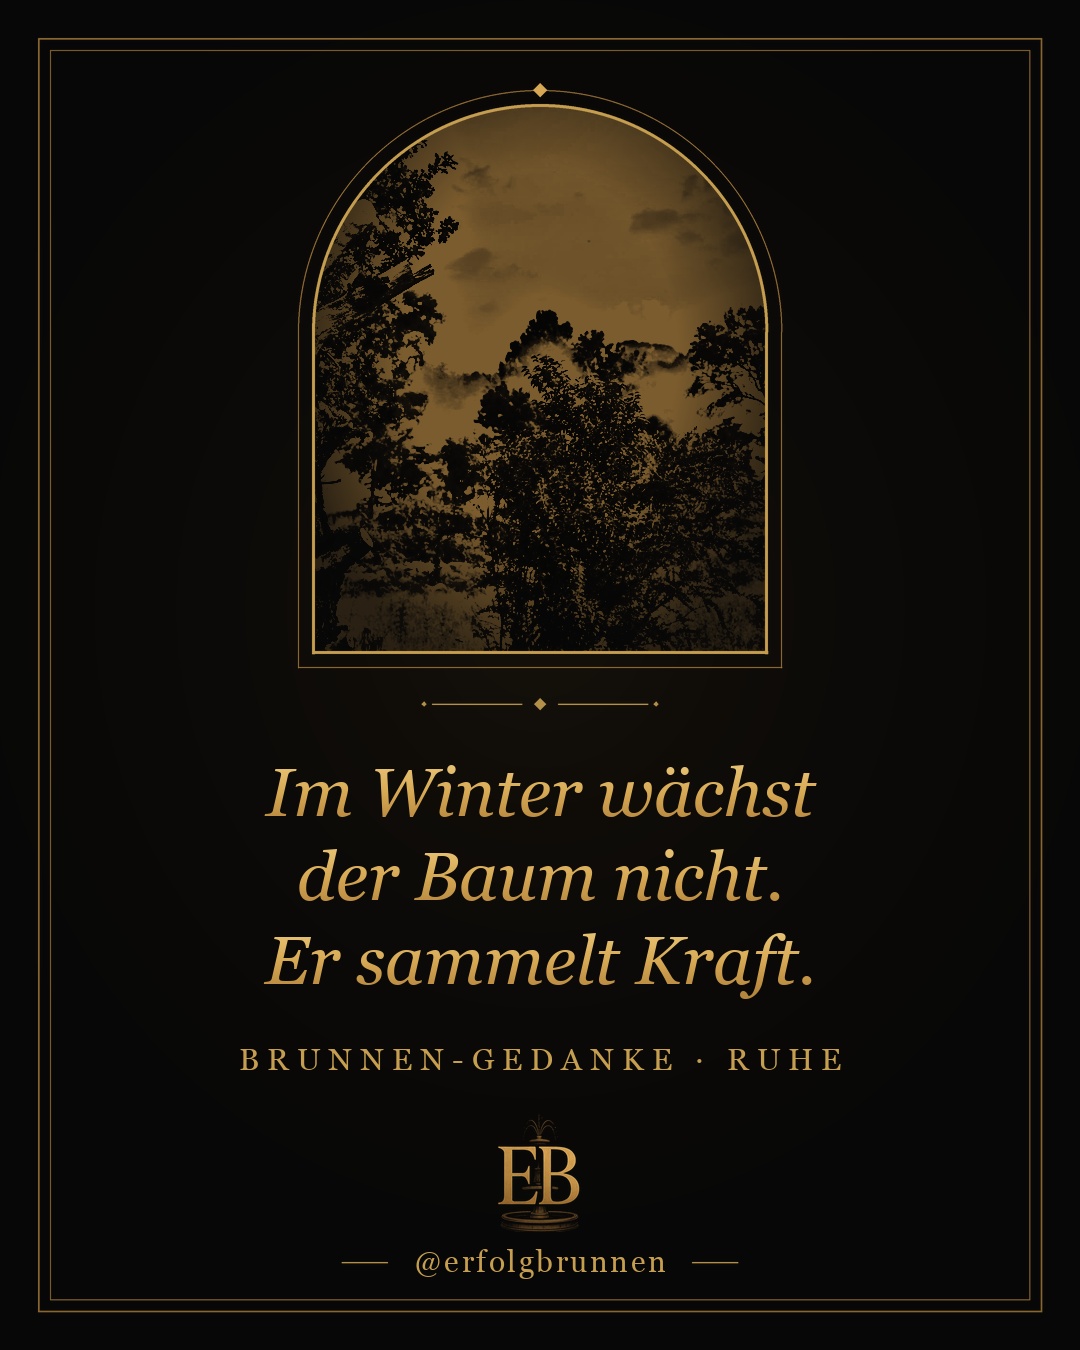 Im Winter wächst
der Baum nicht.
Er sammelt Kraft.
BRUNNEN-GEDANKE · RUHE
EB
@erfolgbrunnen